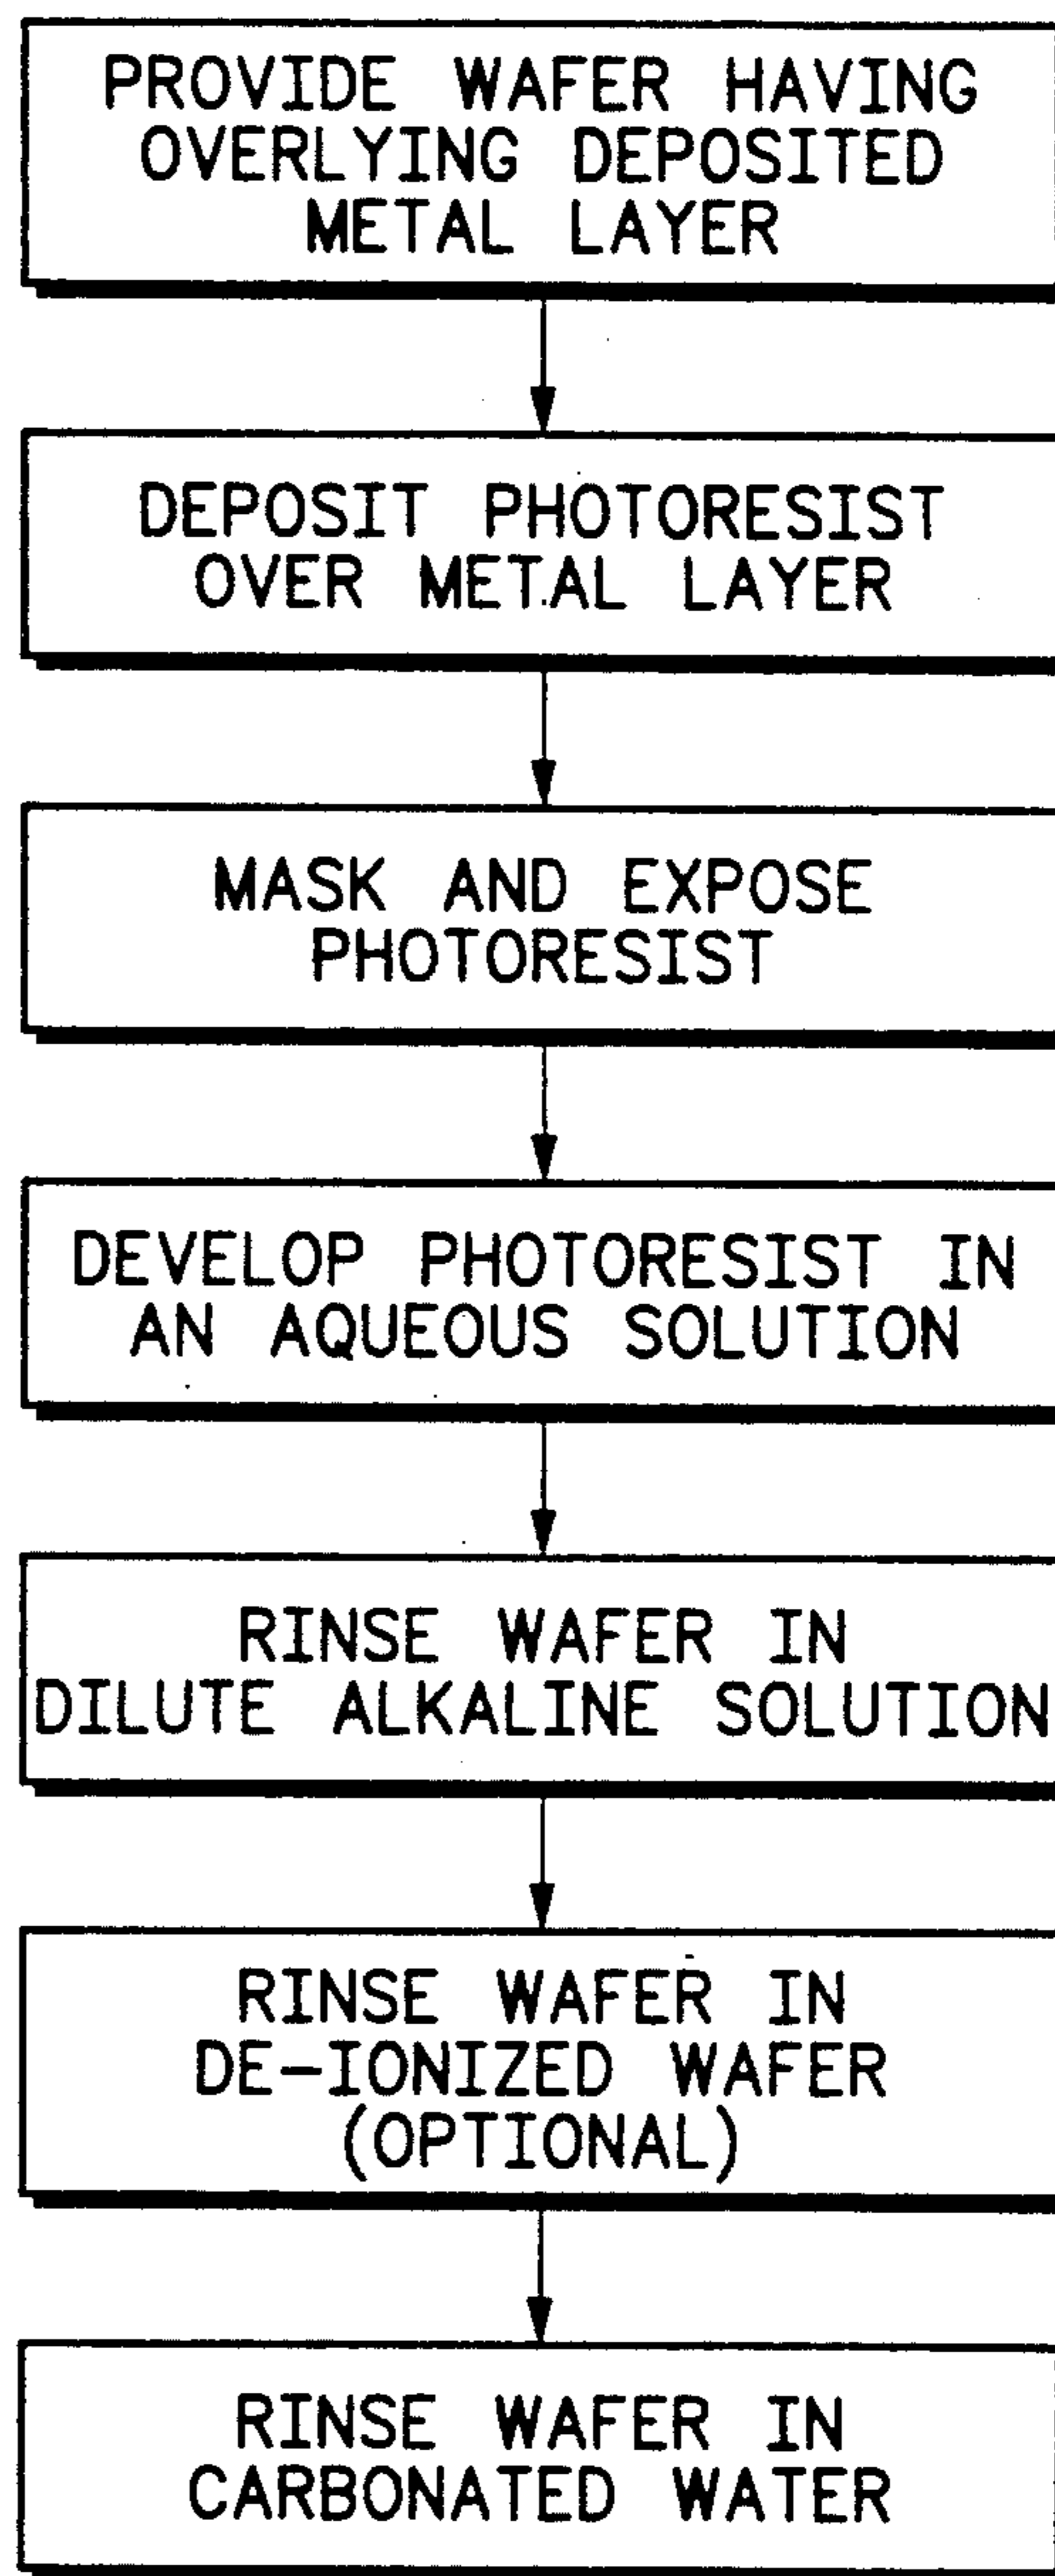 PROVIDE WAFER HAVING
OVERLYING DEPOSITED
METAL LAYER
DEPOSIT PHOTORESIST
OVER METAL LAYER
MASK AND EXPOSE
PHOTORESIST
DEVELOP PHOTORESIST IN
AN AQUEOUS SOLUTION
RINSE WAFER IN
DILUTE ALKALINE SOLUTION
RINSE WAFER IN
DE-IONIZED WAFER
(OPTIONAL)
RINSE WAFER IN
CARBONATED WATER